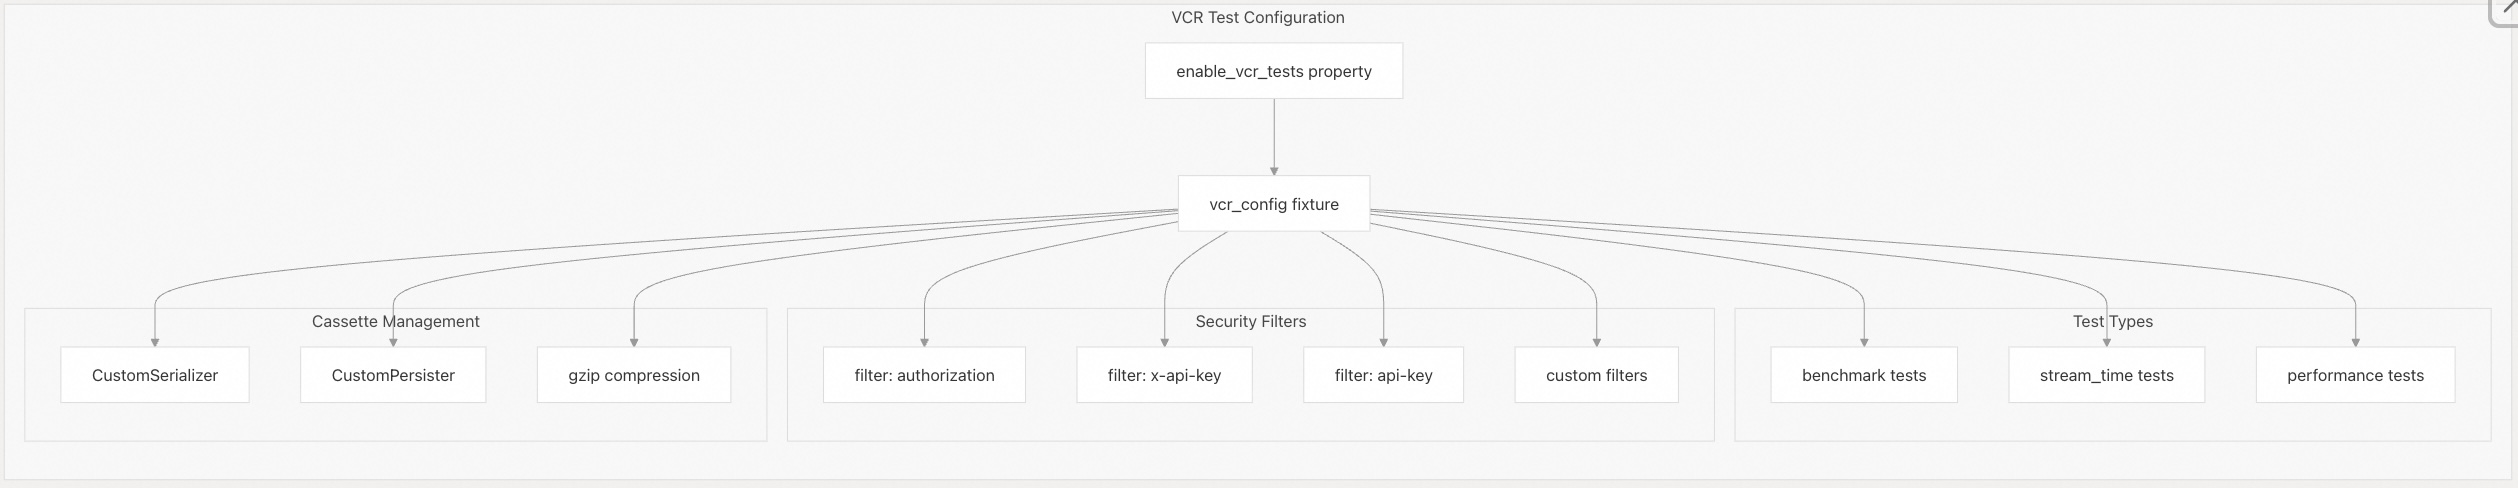 VCR Test Configuration
enable_vcr_tests property
vcr_config fixture
Cassette Management
CustomSerializer
CustomPersister
gzip compression
Security Filters
filter: authorization
filter: x-api-key
filter: api-key
custom filters
Test Types
benchmark tests
stream_time tests
performance tests